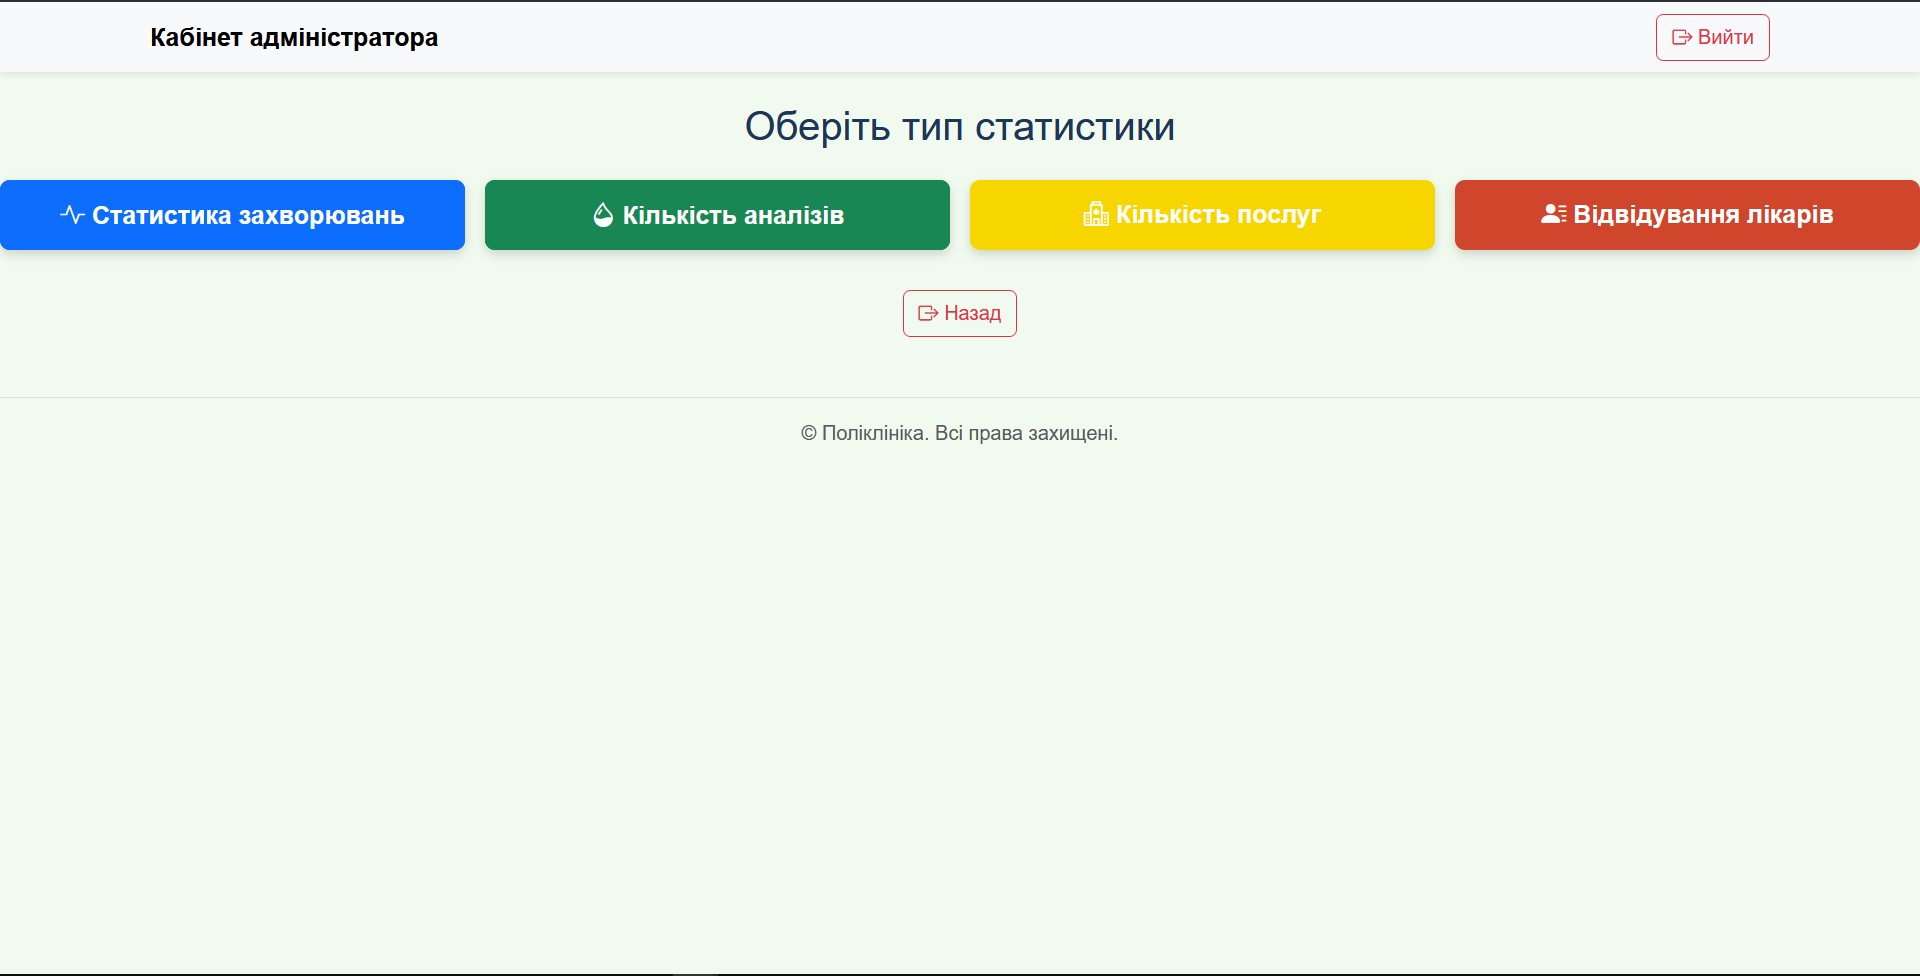 Кабінет адміністратора
Вийти
Оберіть тип статистики
Статистика захворювань
Кількість аналізів
Кількість послуг
Відвідування лікарів
Назад
© Поліклініка. Всі права захищені.